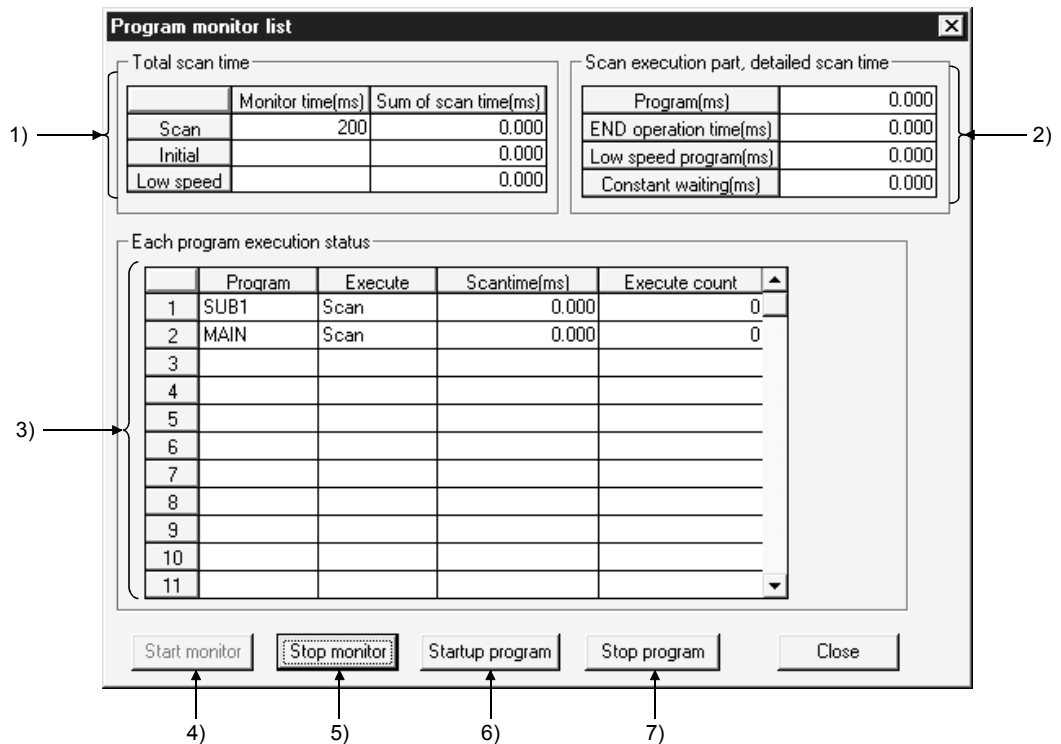 Program monitor list
Total scan time
Monitor time(ms) Sum of scan time(ms)
Scan 200 0.000
Initial 0.000
Low speed 0.000
1)
Scan execution part, detailed scan time
Program(ms) 0.000
END operation time(ms) 0.000
Low speed program(ms) 0.000
Constant waiting(ms) 0.000
2)
Each program execution status
Program Execute Scantime(ms) Execute count
1 SUB1 Scan 0.000 0
2 MAIN Scan 0.000 0
3
4
5
6
7
8
9
10
11
3)
Start monitor Stop monitor Startup program Stop program Close
4) 5) 6) 7)